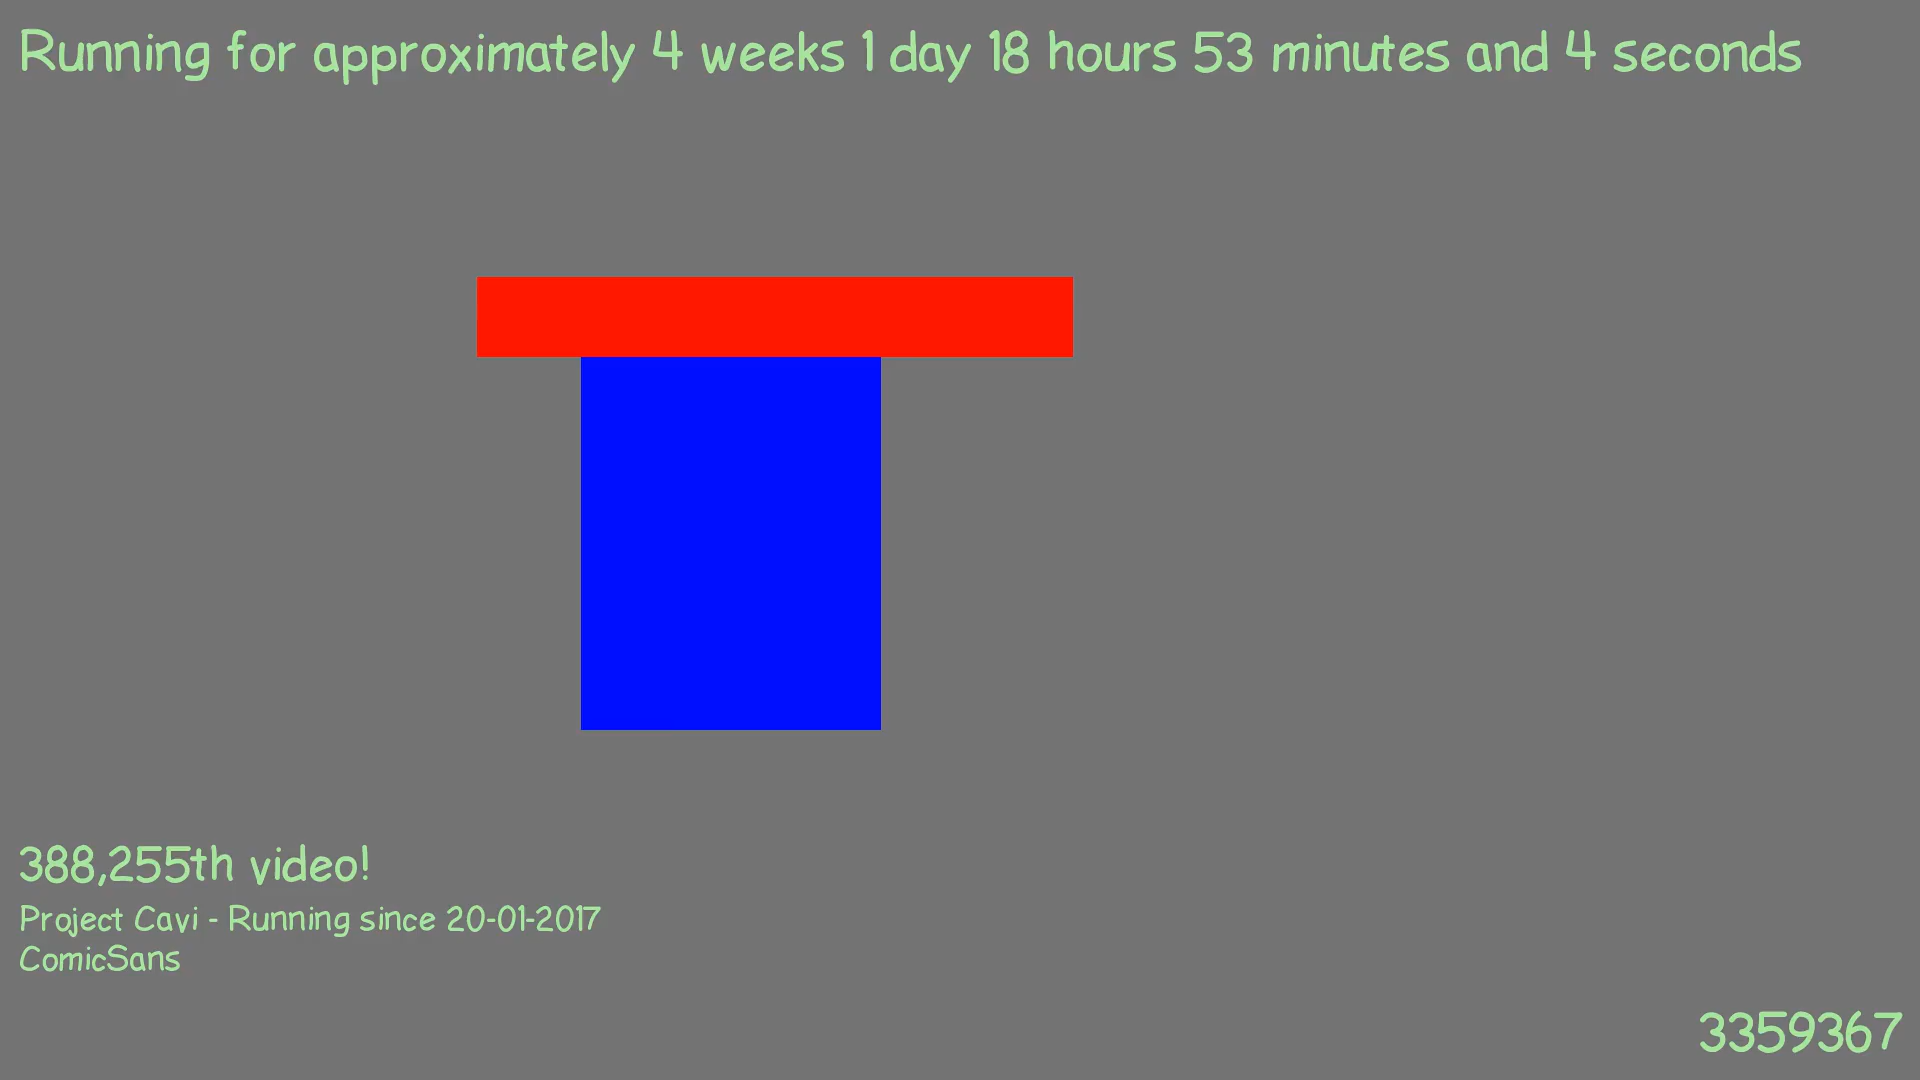 Running for approximately 4 weeks 1 day 18 hours 53 minutes and 4 seconds
388,255th video!
Project Cavi - Running since 20-01-2017
ComicSans
3359367